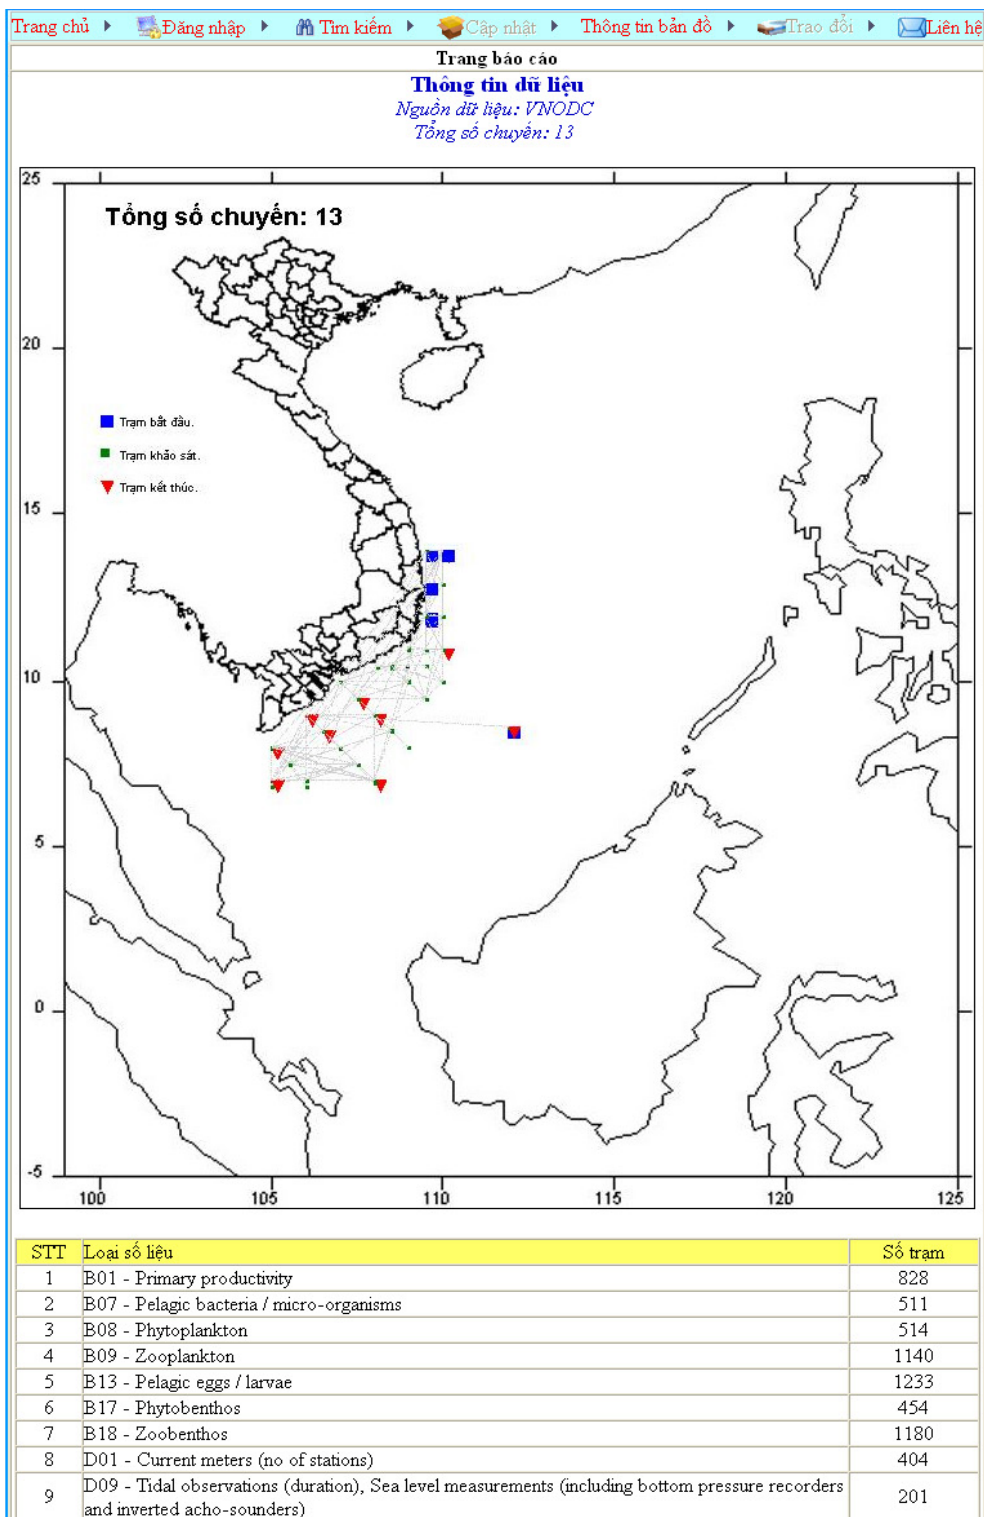 Trang chủ Đăng nhập Tìm kiếm Cập nhật Thông tin bản đồ Trao đổi Liên hệ
Trang báo cáo
Thông tin dữ liệu
Nguồn dữ liệu: VNODC
Tổng số chuyến: 13
25
Tổng số chuyến: 13
20
Trạm bắt đầu.
Trạm khảo sát.
Trạm kết thúc.
15
10
5
0
-5
100 105 110 115 120 125
STT Loại số liệu Số trạm
1 B01 - Primary productivity 828
2 B07 - Pelagic bacteria / micro-organisms 511
3 B08 - Phytoplankton 514
4 B09 - Zooplankton 1140
5 B13 - Pelagic eggs / larvae 1233
6 B17 - Phytobenthos 454
7 B18 - Zoobenthos 1180
8 D01 - Current meters (no of stations) 404
9 D09 - Tidal observations (duration), Sea level measurements (including bottom pressure recorders 201
and inverted acho-sounders)